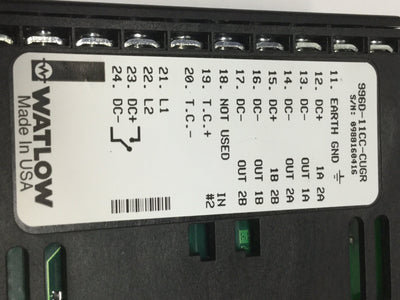 996D-11CC-CUGR
S/N: 0980160416
11. EARTH GND
12. DC+ 1A 2A
13. DC- OUT 1A
14. DC- OUT 2A
15. DC+ 1B 2B
16. DC- OUT 1B
17. DC- OUT 2B
18. NOT USED IN
19. T.C.+ #2
20. T.C.-
21. L1
22. L2
23. DC+
24. DC-
WATLOW
Made In USA